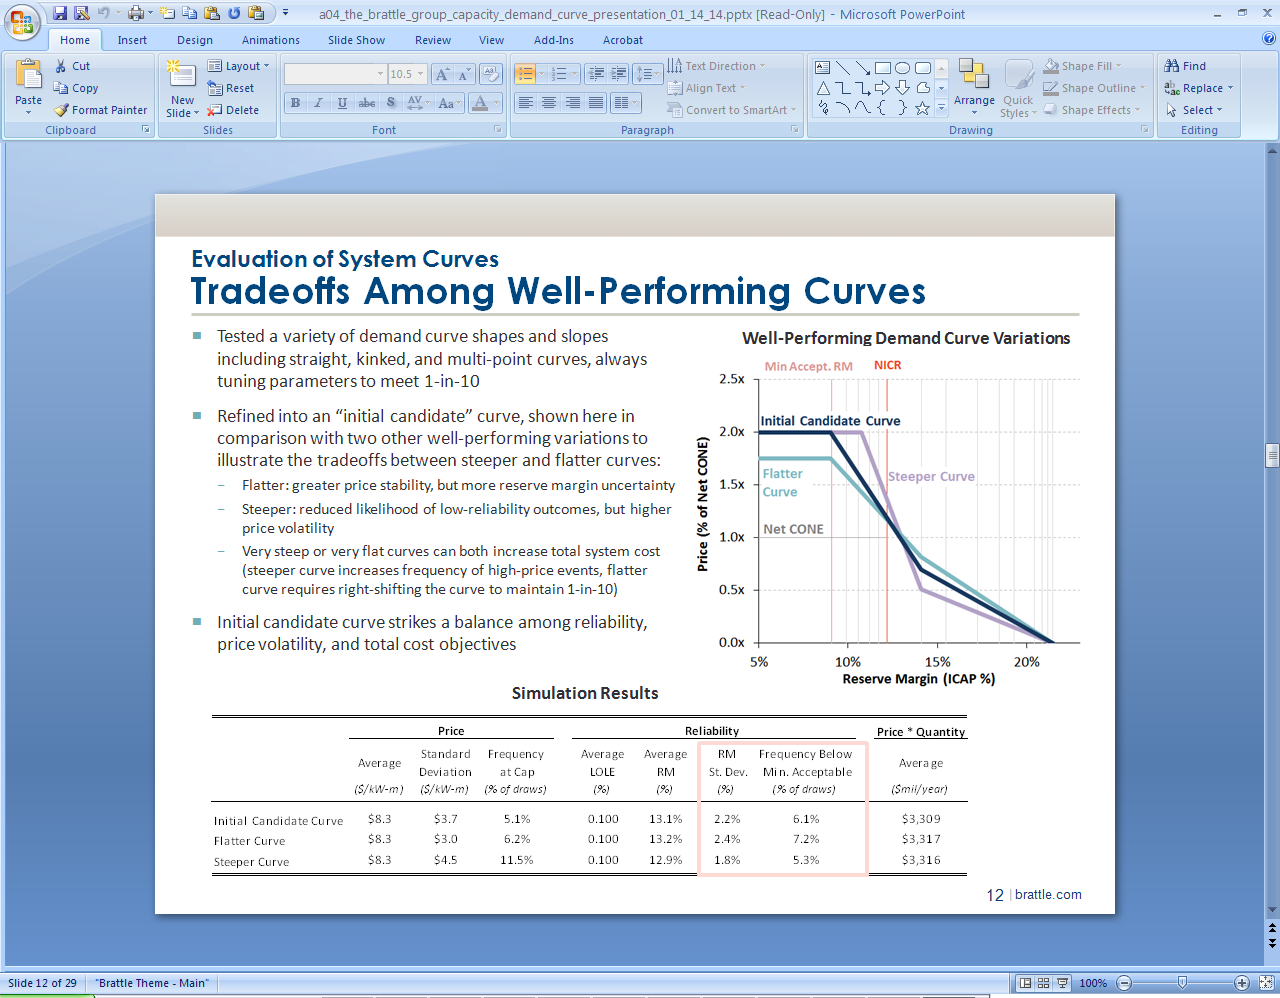 a04_the_brattle_group_capacity_demand_curve_presentation_01_14_14.pptx [Read-Only] - Microsoft PowerPoint
Home Insert Design Animations Slide Show Review View Add-Ins Acrobat
Paste
Cut
Copy
Format Painter
Clipboard
New Slide
Layout
Reset
Delete
Slides
10.5
B I U abc S AV Aa A
Font
Text Direction
Align Text
Convert to SmartArt
Paragraph
Arrange
Quick Styles
Shape Fill
Shape Outline
Shape Effects
Drawing
Find
Replace
Select
Editing
Evaluation of System Curves
Tradeoffs Among Well-Performing Curves
Tested a variety of demand curve shapes and slopes
including straight, kinked, and multi-point curves, always
tuning parameters to meet 1-in-10
Refined into an “initial candidate” curve, shown here in
comparison with two other well-performing variations to
illustrate the tradeoffs between steeper and flatter curves:
– Flatter: greater price stability, but more reserve margin uncertainty
– Steeper: reduced likelihood of low-reliability outcomes, but higher
price volatility
– Very steep or very flat curves can both increase total system cost
(steeper curve increases frequency of high-price events, flatter
curve requires right-shifting the curve to maintain 1-in-10)
Initial candidate curve strikes a balance among reliability,
price volatility, and total cost objectives
Well-Performing Demand Curve Variations
Min Accept. RM NICR
2.5x
2.0x
1.5x
1.0x
0.5x
0.0x
Price (% of Net CONE)
Initial Candidate Curve
Flatter
Curve
Steeper Curve
Net CONE
5% 10% 15% 20%
Reserve Margin (ICAP %)
Simulation Results
Price Reliability Price * Quantity
Average Standard Frequency Average Average RM Frequency Below Average
Deviation at Cap LOLE RM St. Dev. Min. Acceptable
($/kW-m) ($/kW-m) (% of draws) (%) (%) (%) (% of draws) ($mil/year)
Initial Candidate Curve $8.3 $3.7 5.1% 0.100 13.1% 2.2% 6.1% $3,309
Flatter Curve $8.3 $3.0 6.2% 0.100 13.2% 2.4% 7.2% $3,317
Steeper Curve $8.3 $4.5 11.5% 0.100 12.9% 1.8% 5.3% $3,316
12 | brattle.com
Slide 12 of 29 "Brattle Theme - Main" 100%